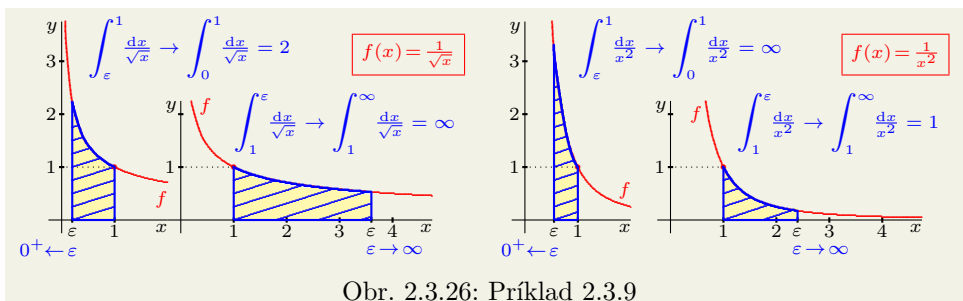 y
3
2
1
∫_ε^1 dx/√x → ∫_0^1 dx/√x = 2
f(x) = 1/√x
f
ε 1 x
0⁺ ← ε
y
1
f
∫_1^ε dx/√x → ∫_1^∞ dx/√x = ∞
1 2 3 ε 4 x
ε → ∞
y
3
2
1
∫_ε^1 dx/x² → ∫_0^1 dx/x² = ∞
f(x) = 1/x²
f
ε 1 x
0⁺ ← ε
y
1
f
∫_1^ε dx/x² → ∫_1^∞ dx/x² = 1
1 2 ε 3 4 x
ε → ∞
Obr. 2.3.26: Príklad 2.3.9